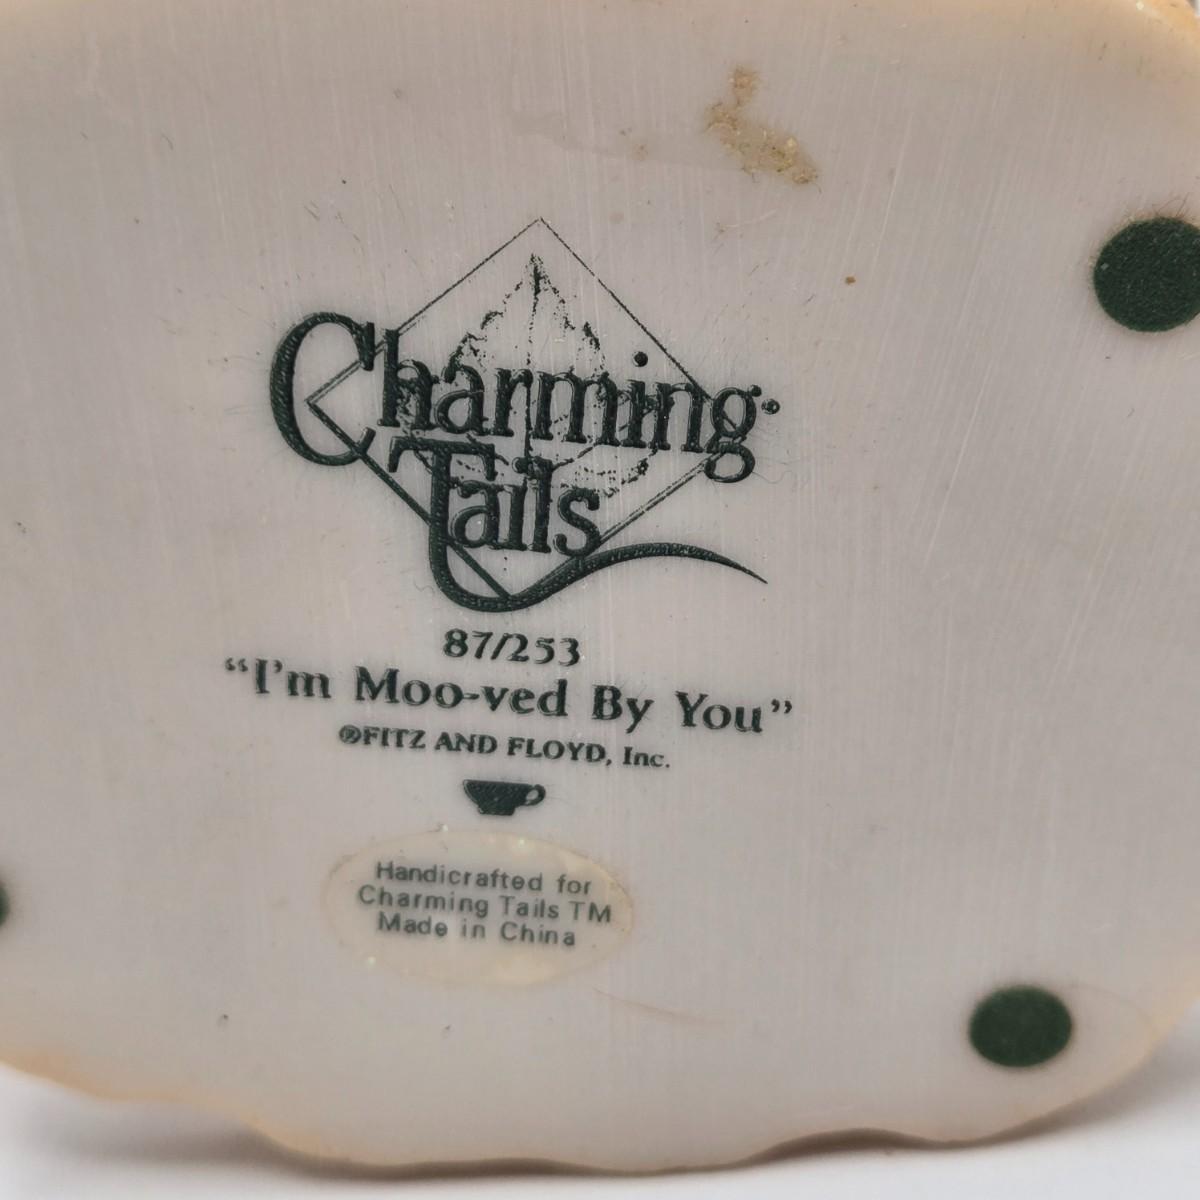 Charming
Tails
87/253
“I'm Moo-ved By You”
®FITZ AND FLOYD, Inc.
Handicrafted for
Charming Tails TM
Made in China